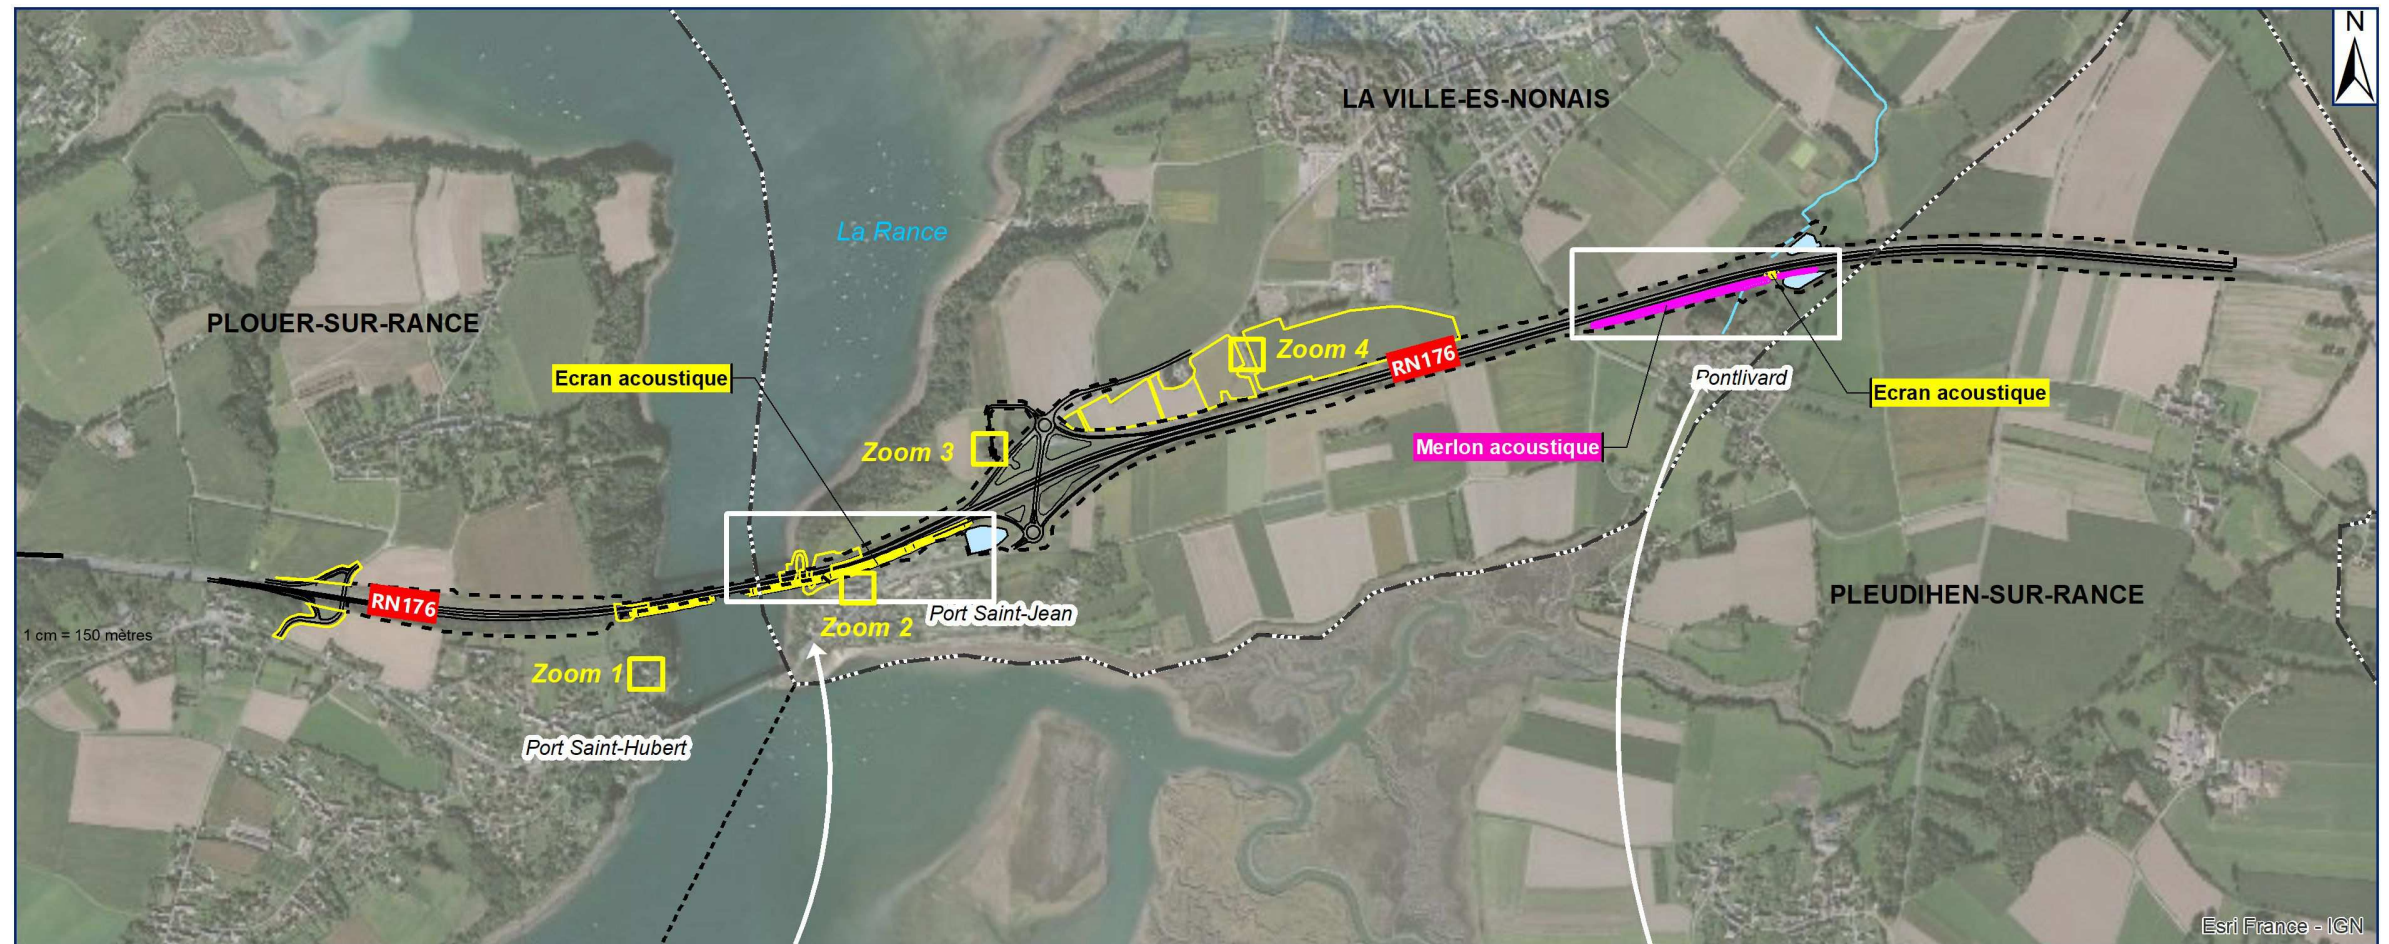 N
LA VILLE-ES-NONAIS
La Rance
PLOUER-SUR-RANCE
Zoom 4
RN176
Ecran acoustique
Pontlivard
Ecran acoustique
Merlon acoustique
Zoom 3
RN176
PLEUDIHEN-SUR-RANCE
Port Saint-Jean
Zoom 2
1 cm = 150 mètres
Zoom 1
Port Saint-Hubert
Esri France - IGN